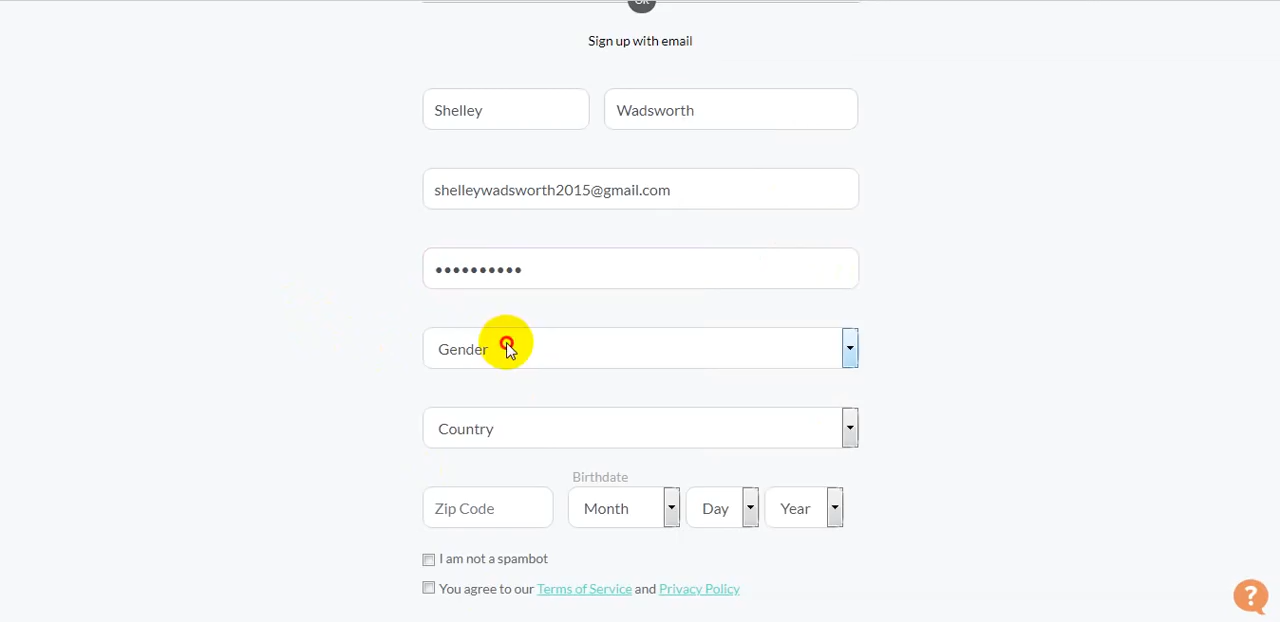 OR
Sign up with email
Shelley Wadsworth
shelleywadsworth2015@gmail.com
••••••••••
Gender
Country
Birthdate
Zip Code Month Day Year
I am not a spambot
You agree to our Terms of Service and Privacy Policy
?